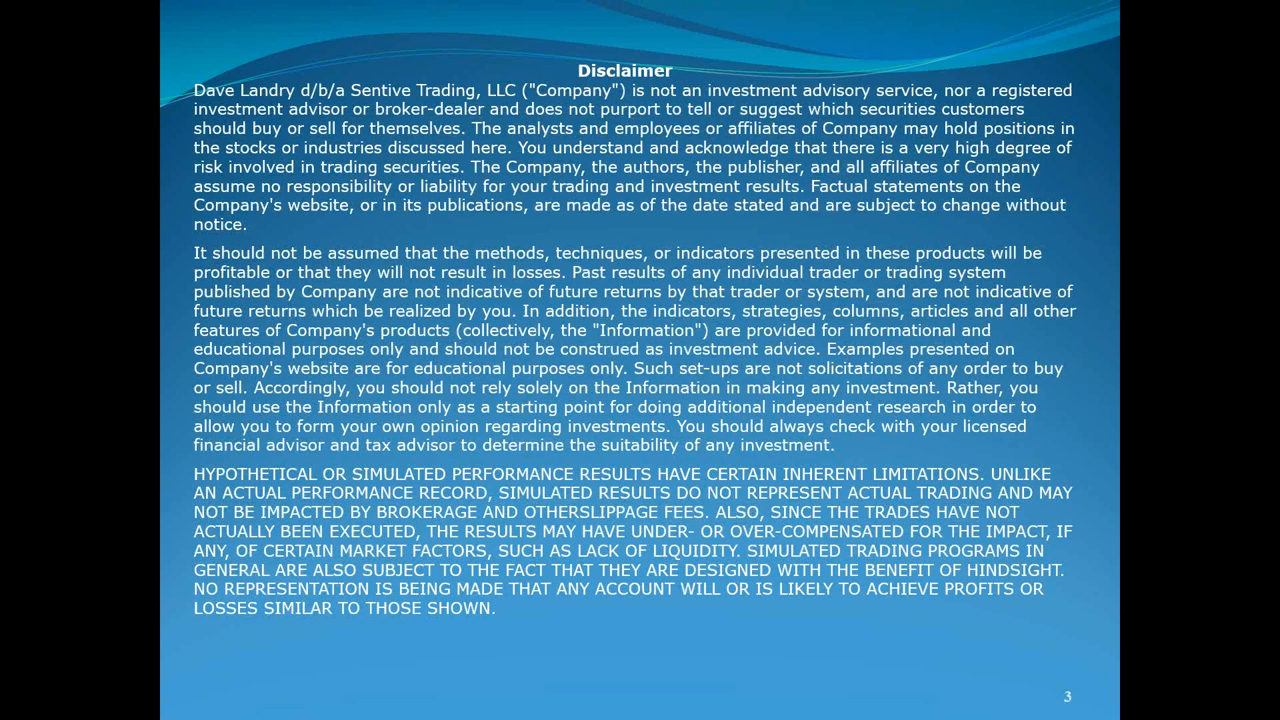 Disclaimer
Dave Landry d/b/a Sentive Trading, LLC ("Company") is not an investment advisory service, nor a registered
investment advisor or broker-dealer and does not purport to tell or suggest which securities customers
should buy or sell for themselves. The analysts and employees or affiliates of Company may hold positions in
the stocks or industries discussed here. You understand and acknowledge that there is a very high degree of
risk involved in trading securities. The Company, the authors, the publisher, and all affiliates of Company
assume no responsibility or liability for your trading and investment results. Factual statements on the
Company's website, or in its publications, are made as of the date stated and are subject to change without
notice.
It should not be assumed that the methods, techniques, or indicators presented in these products will be
profitable or that they will not result in losses. Past results of any individual trader or trading system
published by Company are not indicative of future returns by that trader or system, and are not indicative of
future returns which be realized by you. In addition, the indicators, strategies, columns, articles and all other
features of Company's products (collectively, the "Information") are provided for informational and
educational purposes only and should not be construed as investment advice. Examples presented on
Company's website are for educational purposes only. Such set-ups are not solicitations of any order to buy
or sell. Accordingly, you should not rely solely on the Information in making any investment. Rather, you
should use the Information only as a starting point for doing additional independent research in order to
allow you to form your own opinion regarding investments. You should always check with your licensed
financial advisor and tax advisor to determine the suitability of any investment.
HYPOTHETICAL OR SIMULATED PERFORMANCE RESULTS HAVE CERTAIN INHERENT LIMITATIONS. UNLIKE
AN ACTUAL PERFORMANCE RECORD, SIMULATED RESULTS DO NOT REPRESENT ACTUAL TRADING AND MAY
NOT BE IMPACTED BY BROKERAGE AND OTHERSLIPPAGE FEES. ALSO, SINCE THE TRADES HAVE NOT
ACTUALLY BEEN EXECUTED, THE RESULTS MAY HAVE UNDER- OR OVER-COMPENSATED FOR THE IMPACT, IF
ANY, OF CERTAIN MARKET FACTORS, SUCH AS LACK OF LIQUIDITY. SIMULATED TRADING PROGRAMS IN
GENERAL ARE ALSO SUBJECT TO THE FACT THAT THEY ARE DESIGNED WITH THE BENEFIT OF HINDSIGHT.
NO REPRESENTATION IS BEING MADE THAT ANY ACCOUNT WILL OR IS LIKELY TO ACHIEVE PROFITS OR
LOSSES SIMILAR TO THOSE SHOWN.
3